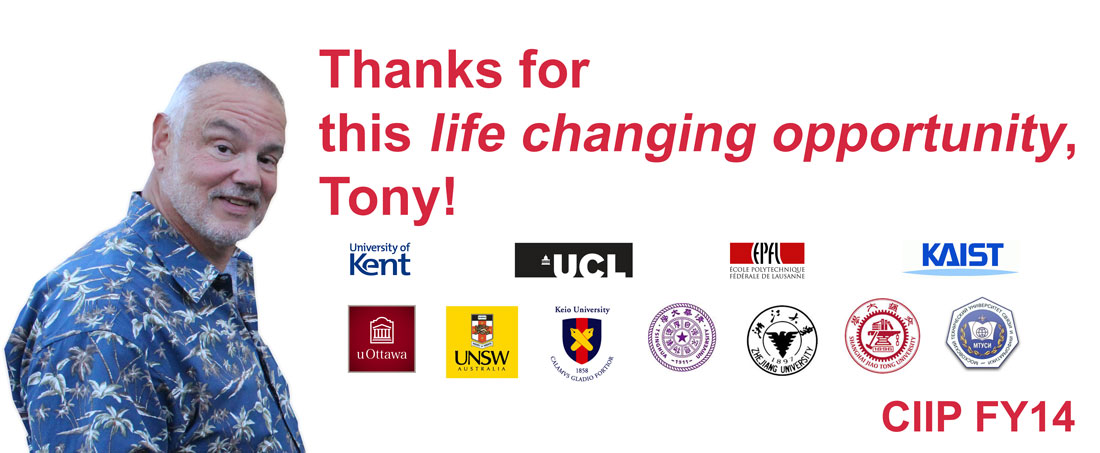 Thanks for
this life changing opportunity,
Tony!
University of
Kent
UCL
EPFL
ÉCOLE POLYTECHNIQUE
FÉDÉRALE DE LAUSANNE
KAIST
uOttawa
UNSW
AUSTRALIA
Keio University
1858
CALAMVS GLADIO FORTIOR
ZHEJIANG UNIVERSITY
1897
SHANGHAI JIAO TONG UNIVERSITY
МТУСИ
CIIP FY14